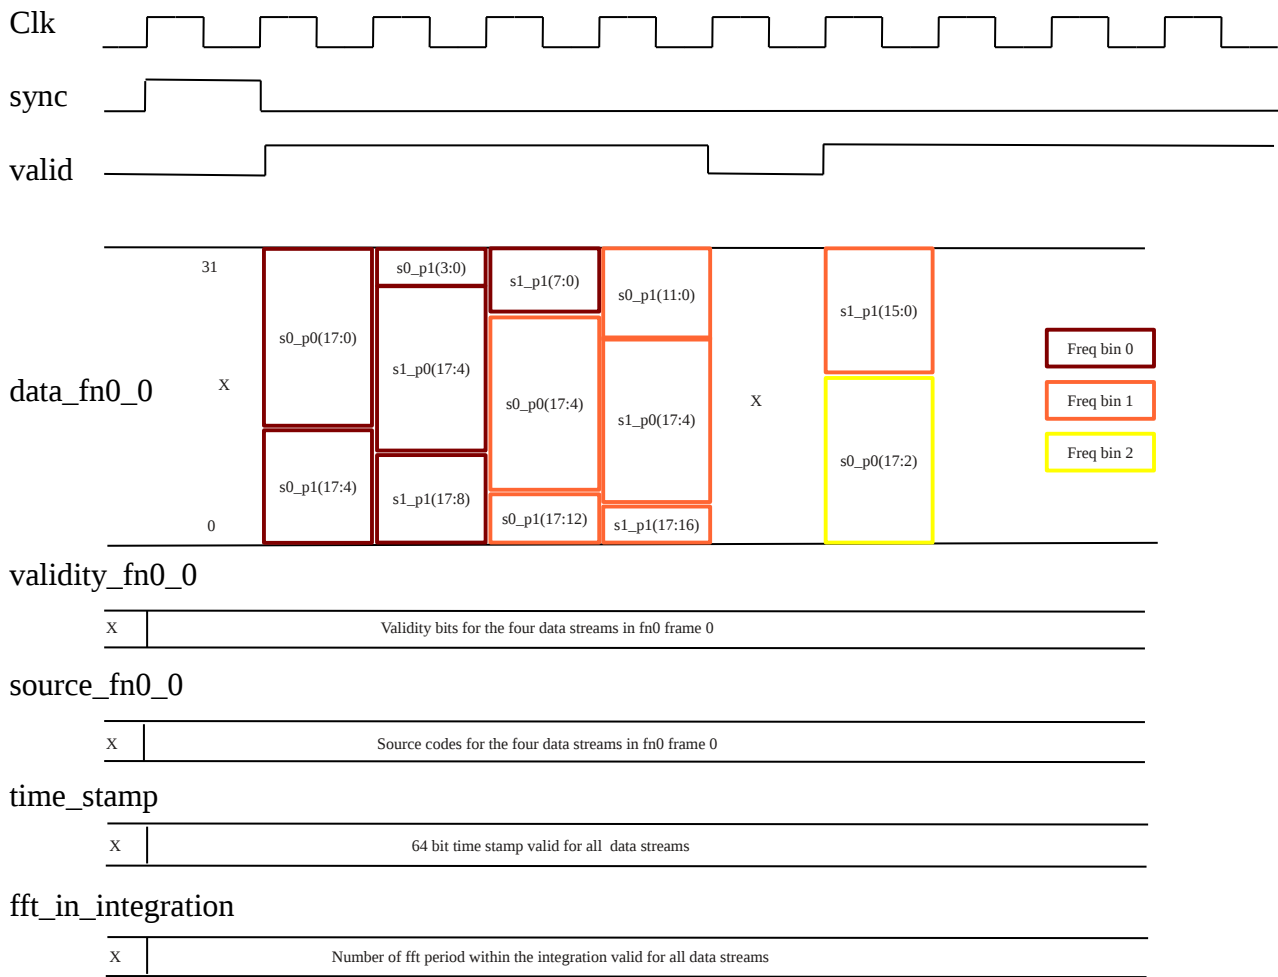 Clk
sync
valid
31
s0_p0(17:0)
s0_p1(3:0)
s1_p1(7:0)
s0_p1(11:0)
s1_p1(15:0)
Freq bin 0
data_fn0_0
X
s1_p0(17:4)
s0_p0(17:4)
s1_p0(17:4)
X
Freq bin 1
Freq bin 2
s0_p1(17:4)
s1_p1(17:8)
s0_p1(17:12)
s1_p1(17:16)
s0_p0(17:2)
0
validity_fn0_0
X Validity bits for the four data streams in fn0 frame 0
source_fn0_0
X Source codes for the four data streams in fn0 frame 0
time_stamp
X 64 bit time stamp valid for all data streams
fft_in_integration
X Number of fft period within the integration valid for all data streams